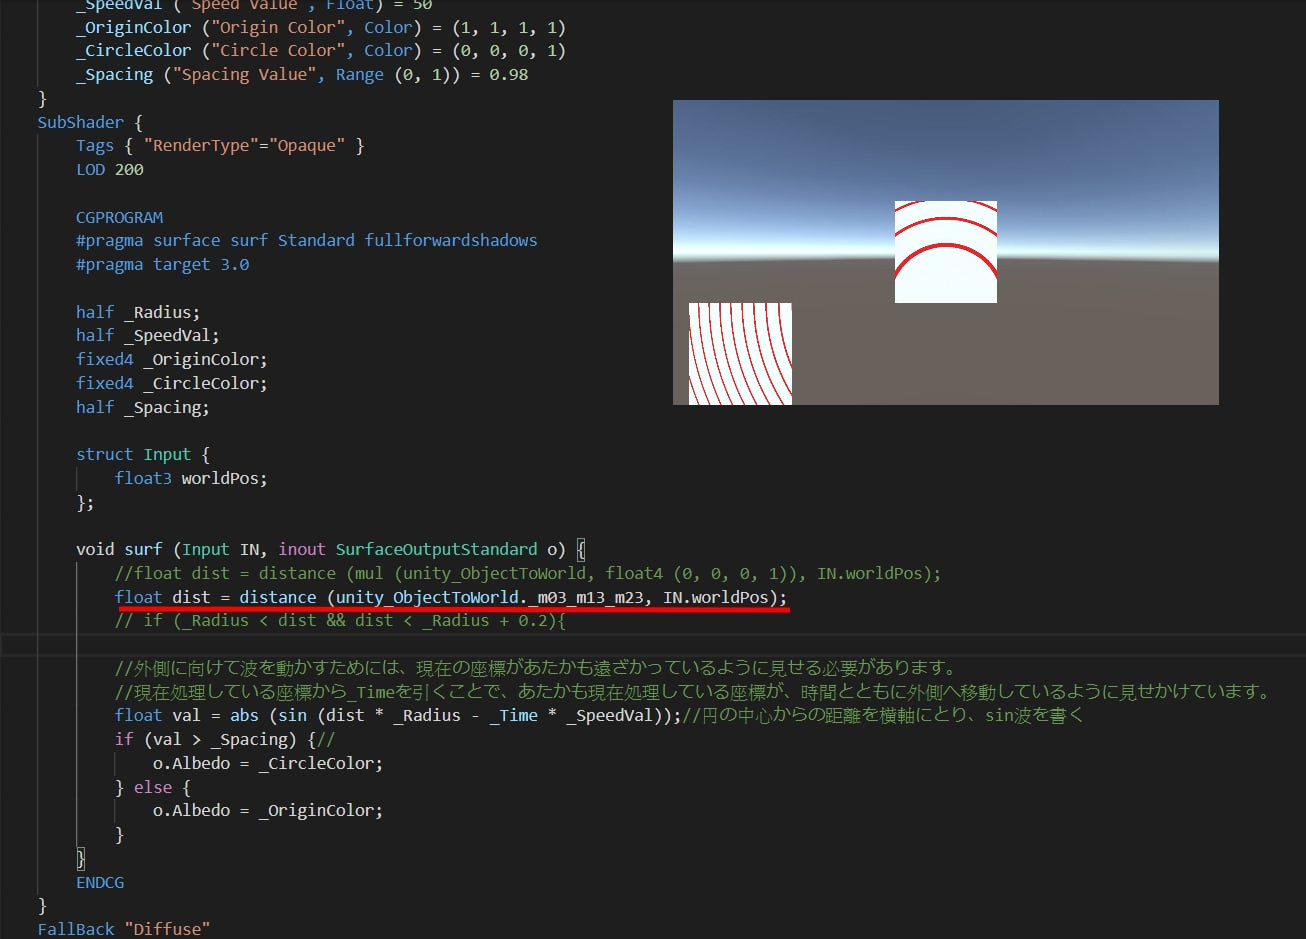 _SpeedVal ("Speed Value", Float) = 50
_OriginColor ("Origin Color", Color) = (1, 1, 1, 1)
_CircleColor ("Circle Color", Color) = (0, 0, 0, 1)
_Spacing ("Spacing Value", Range (0, 1)) = 0.98
}
SubShader {
Tags { "RenderType"="Opaque" }
LOD 200
CGPROGRAM
#pragma surface surf Standard fullforwardshadows
#pragma target 3.0
half _Radius;
half _SpeedVal;
fixed4 _OriginColor;
fixed4 _CircleColor;
half _Spacing;
struct Input {
float3 worldPos;
};
void surf (Input IN, inout SurfaceOutputStandard o) {
//float dist = distance (mul (unity_ObjectToWorld, float4 (0, 0, 0, 1)), IN.worldPos);
float dist = distance (unity_ObjectToWorld._m03_m13_m23, IN.worldPos);
// if (_Radius < dist && dist < _Radius + 0.2){
//外側に向けて波を動かすためには、現在の座標があたかも遠ざかっているように見せる必要があります。
//現在処理している座標から_Timeを引くことで、あたかも現在処理している座標が、時間とともに外側へ移動しているように見せかけています。
float val = abs (sin (dist * _Radius - _Time * _SpeedVal));//円の中心からの距離を横軸にとり、sin波を書く
if (val > _Spacing) {//
o.Albedo = _CircleColor;
} else {
o.Albedo = _OriginColor;
}
}
ENDCG
}
FallBack "Diffuse"